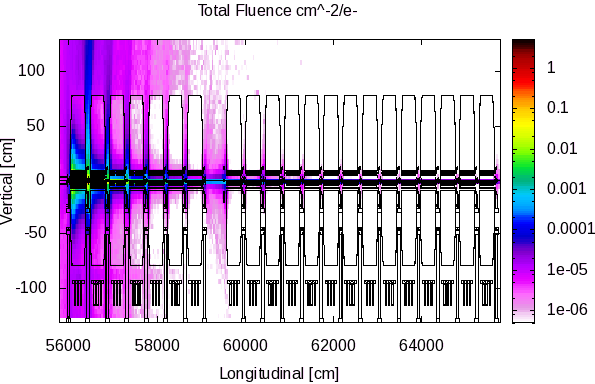 Total Fluence cm^-2/e-
100
50
0
-50
-100
Vertical [cm]
56000 58000 60000 62000 64000
Longitudinal [cm]
1
0.1
0.01
0.001
0.0001
1e-05
1e-06